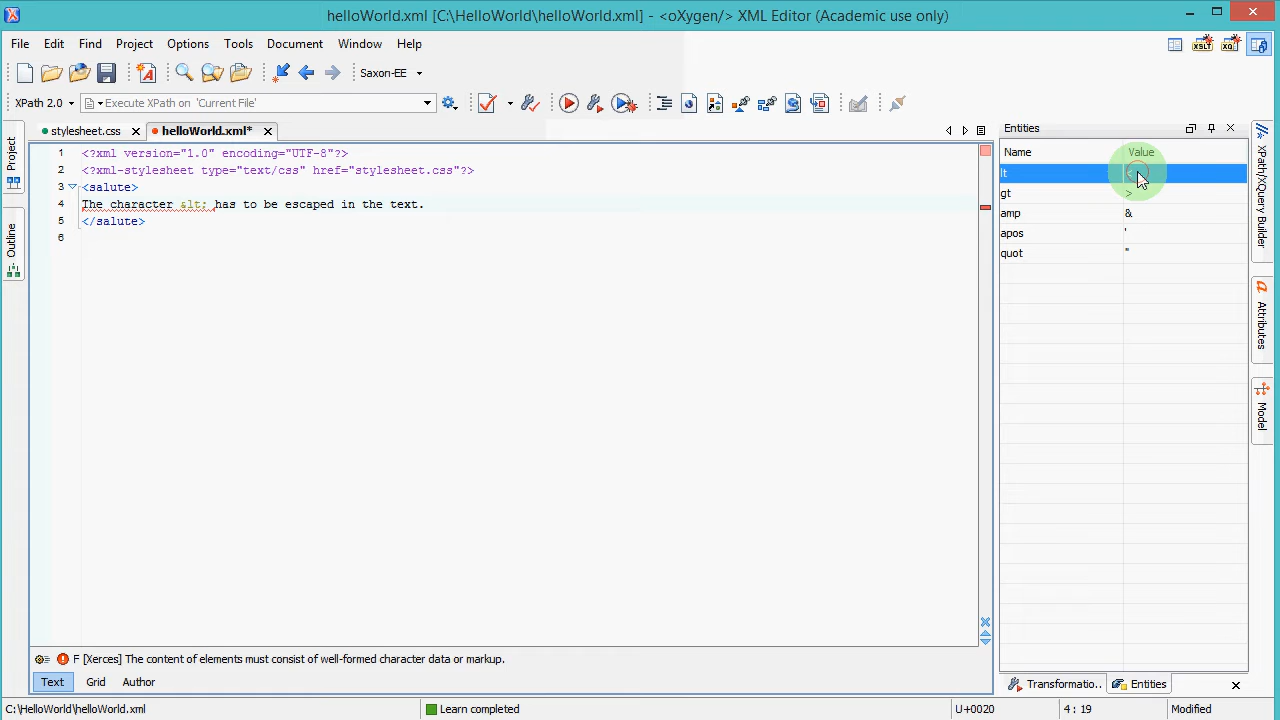 helloWorld.xml [C:\HelloWorld\helloWorld.xml] - <oXygen/> XML Editor (Academic use only)
File Edit Find Project Options Tools Document Window Help
Saxon-EE
XPath 2.0 Execute XPath on 'Current File'
stylesheet.css helloWorld.xml*
1 <?xml version="1.0" encoding="UTF-8"?>
2 <?xml-stylesheet type="text/css" href="stylesheet.css"?>
3 <salute>
4 The character &lt; has to be esaped in the text.
5 </salute>
6
Project
Outline
Entities
Name Value
lt <
gt >
amp &
apos '
quot "
Transformatio.. Entities
XPath/XQuery Builder
Attributes
Model
F [Xerces] The content of elements must consist of well-formed character data or markup.
Text Grid Author
C:\HelloWorld\helloWorld.xml Learn completed U+0020 4 : 19 Modified